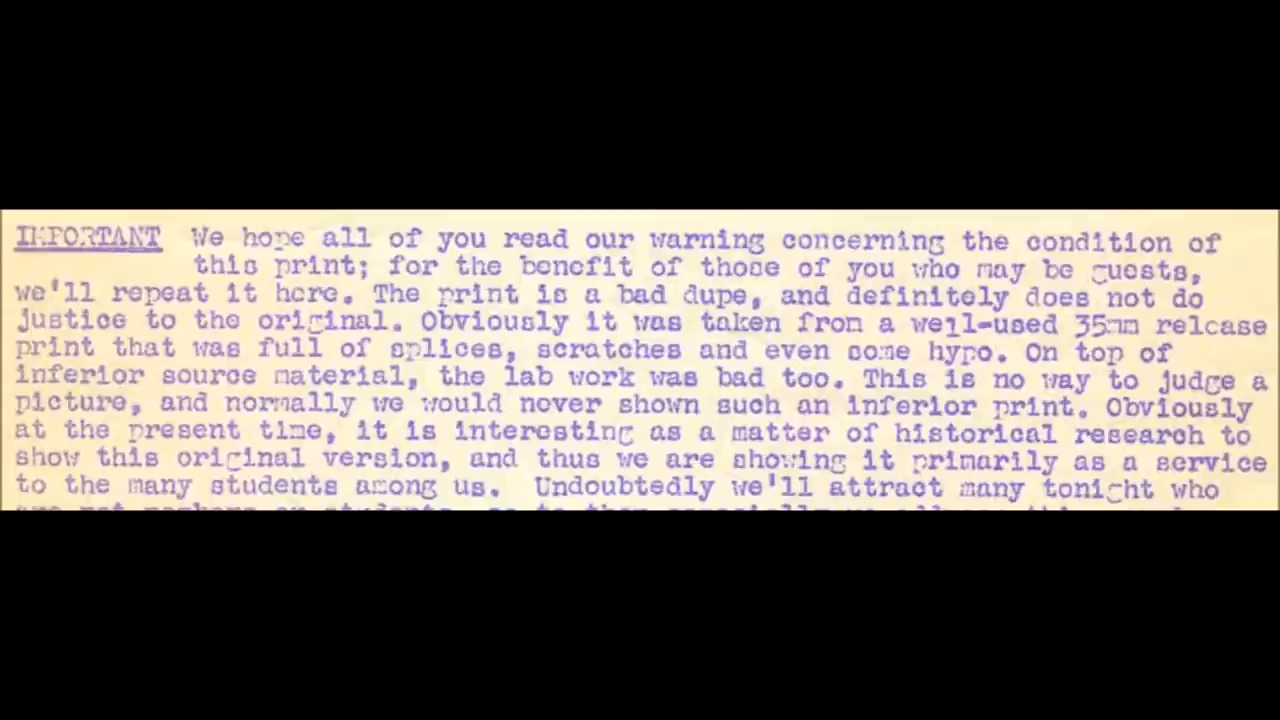 IMPORTANT We hope all of you read our warning concerning the condition of
this print; for the benefit of those of you who may be guests,
we'll repeat it here. The print is a bad dupe, and definitely does not do
justice to the original. Obviously it was taken from a well-used 35mm release
print that was full of splices, scratches and even some hypo. On top of
inferior source material, the lab work was bad too. This is no way to judge a
picture, and normally we would never shown such an inferior print. Obviously
at the present time, it is interesting as a matter of historical research to
show this original version, and thus we are showing it primarily as a service
to the many students among us. Undoubtedly we'll attract many tonight who